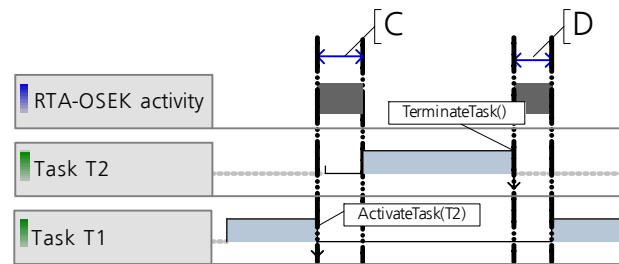 [C
[D
RTA-OSEK activity
TerminateTask()
Task T2
ActivateTask(T2)
Task T1